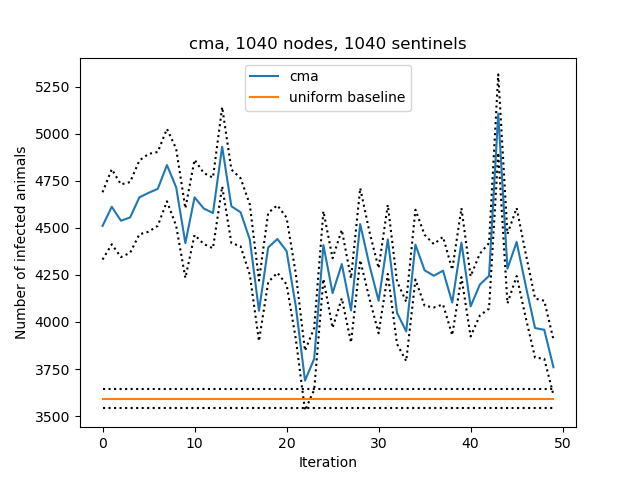 cma, 1040 nodes, 1040 sentinels
cma
uniform baseline
Number of infected animals
5250
5000
4750
4500
4250
4000
3750
3500
0 10 20 30 40 50
Iteration